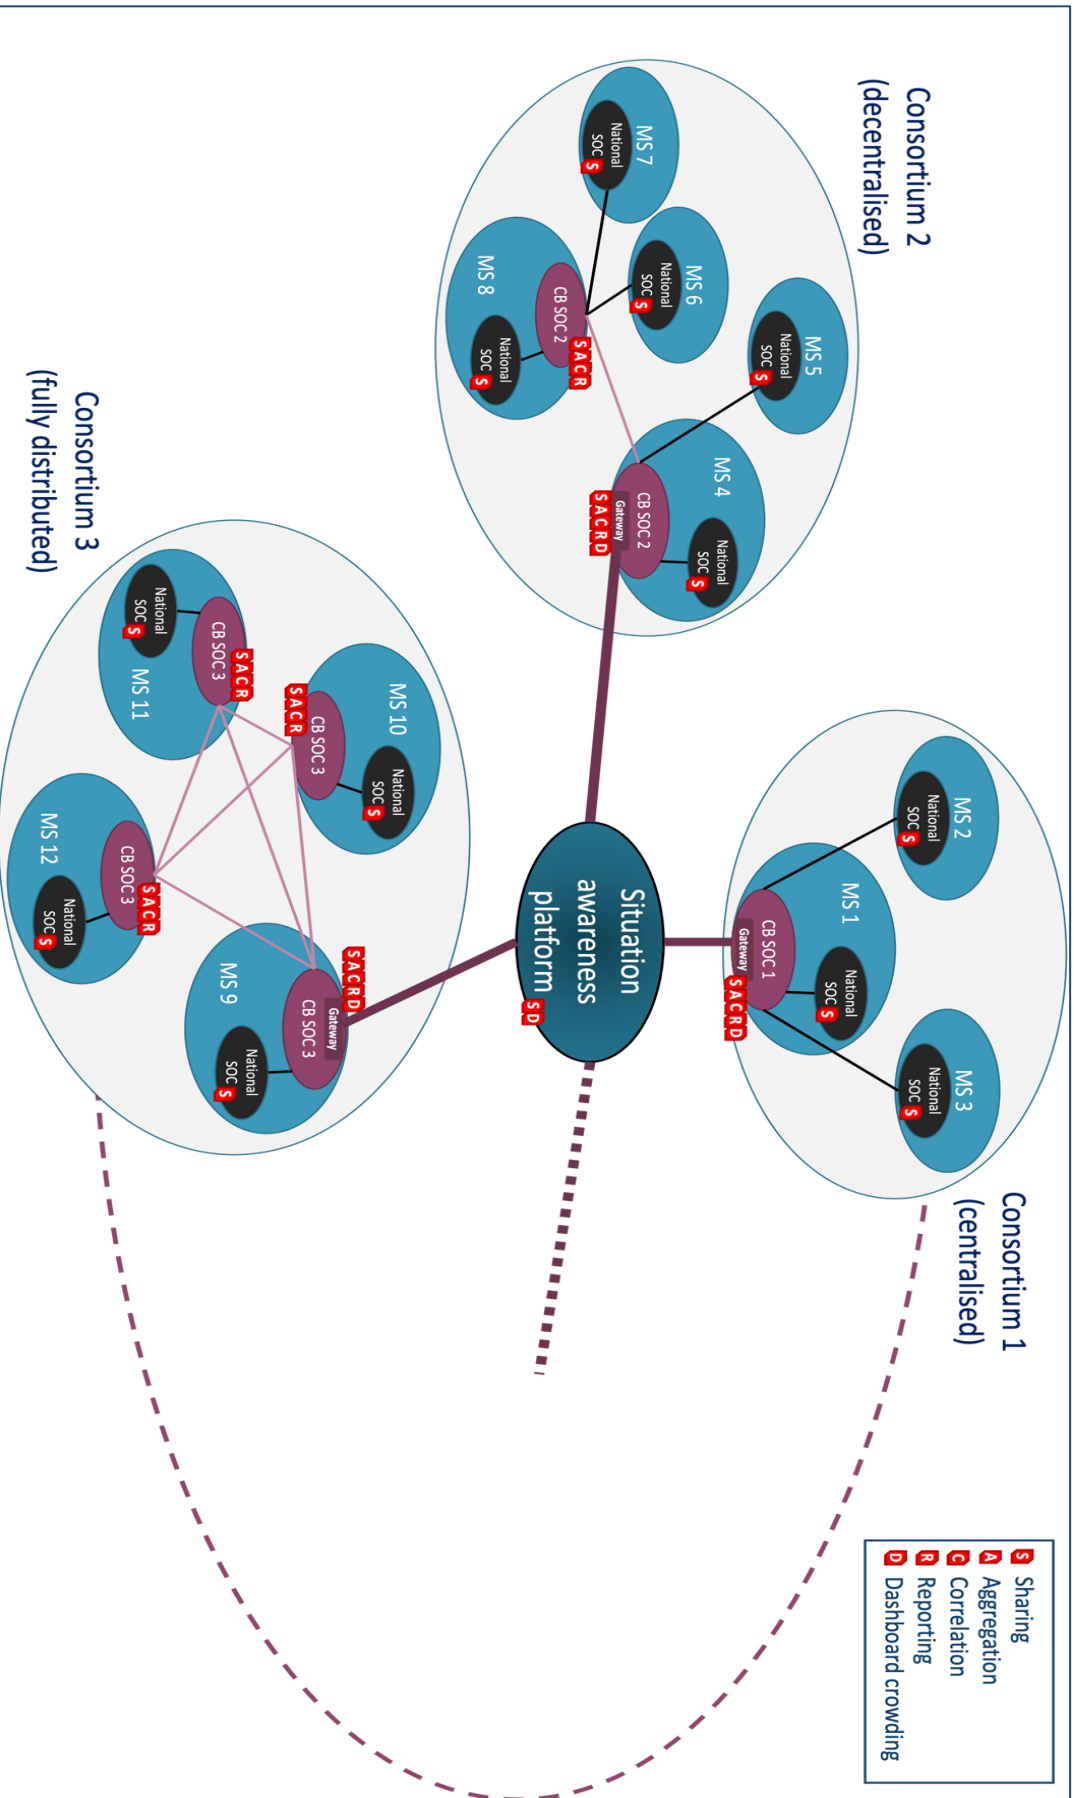 Consortium 2
(decentralised)
MS 7
National
SOC
S
MS 6
National
SOC
S
MS 5
National
SOC
S
MS 8
CB SOC 2
S A C R
National
SOC
S
MS 4
CB SOC 2
Gateway
S A C R D
National
SOC
S
Consortium 1
(centralised)
MS 2
National
SOC
S
MS 1
CB SOC 1
Gateway
S A C R D
National
SOC
S
MS 3
National
SOC
S
Situation
awareness
platform
S D
Consortium 3
(fully distributed)
MS 11
CB SOC 3
S A C R
National
SOC
S
MS 10
CB SOC 3
S A C R
National
SOC
S
MS 12
CB SOC 3
S A C R
National
SOC
S
MS 9
CB SOC 3
Gateway
S A C R D
National
SOC
S
S Sharing
A Aggregation
C Correlation
R Reporting
D Dashboard crowding